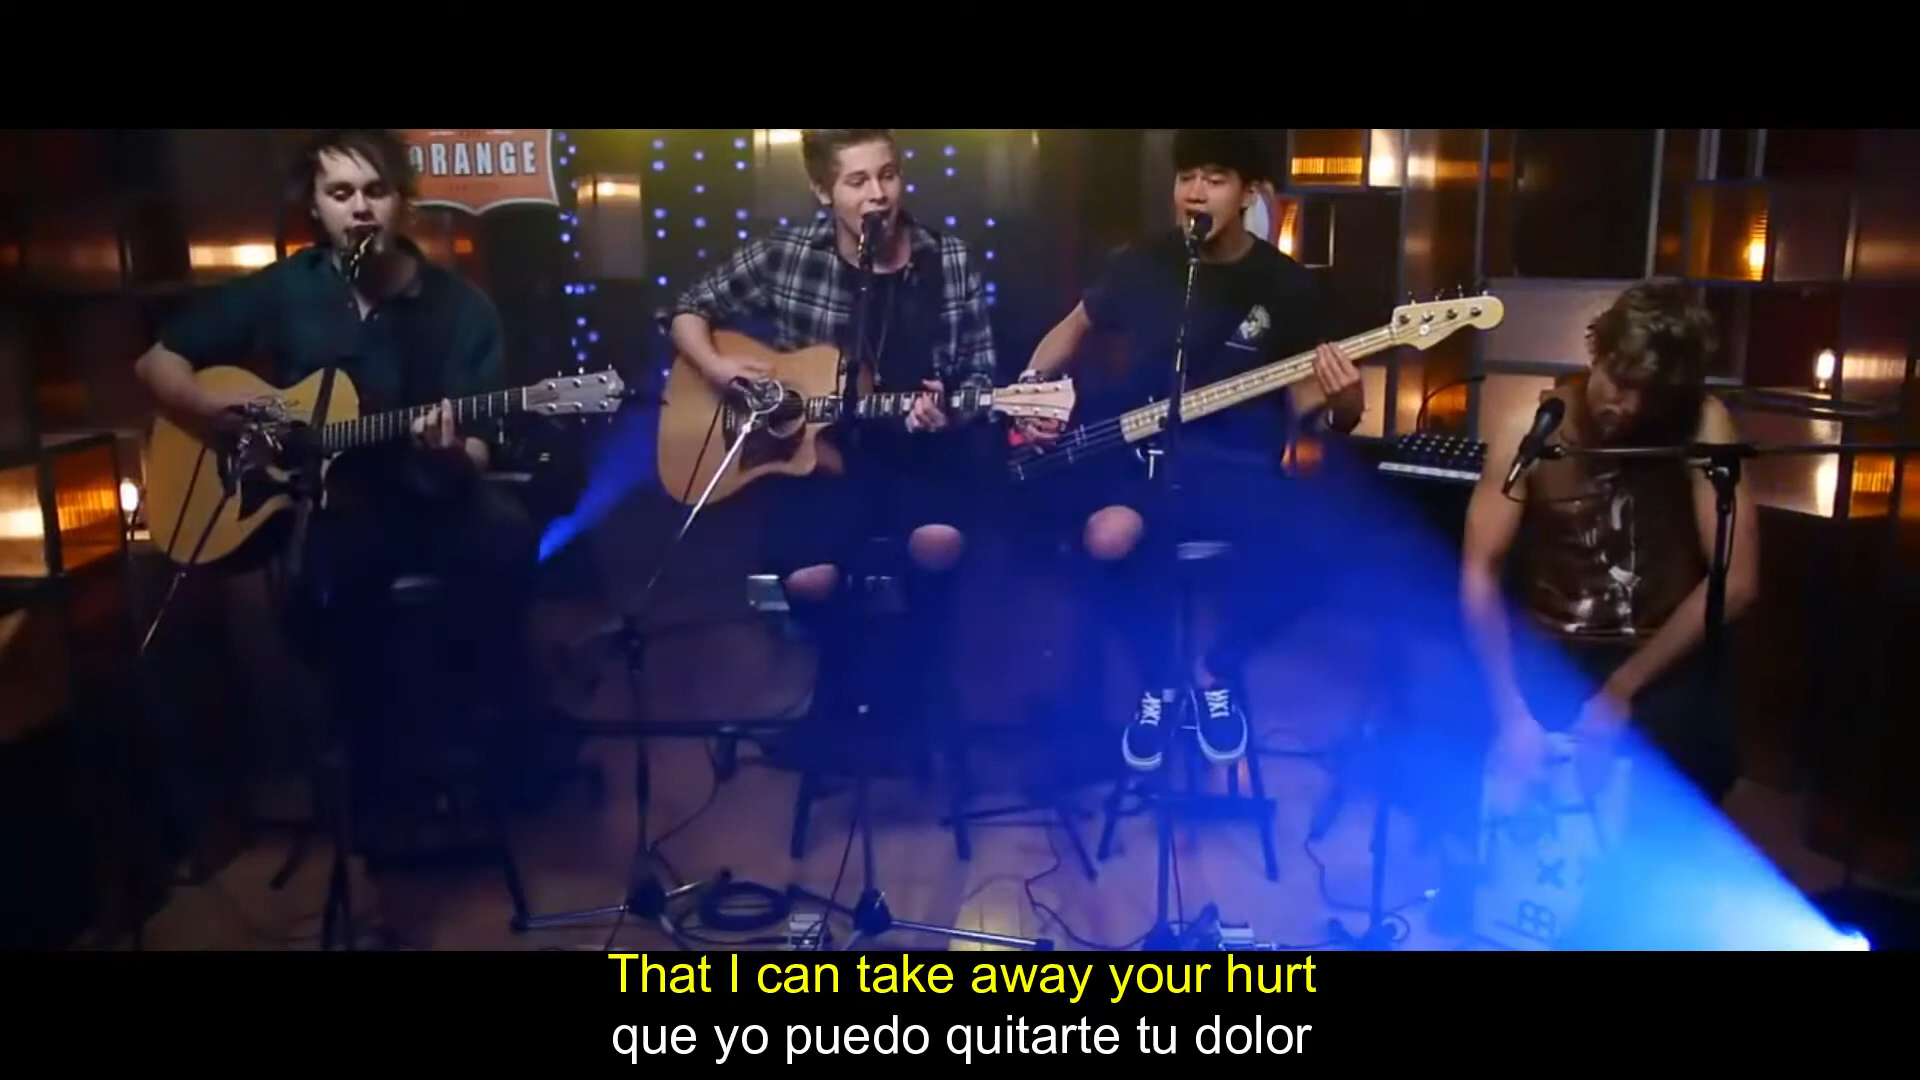 ORANGE
That I can take away your hurt
que yo puedo quitarte tu dolor